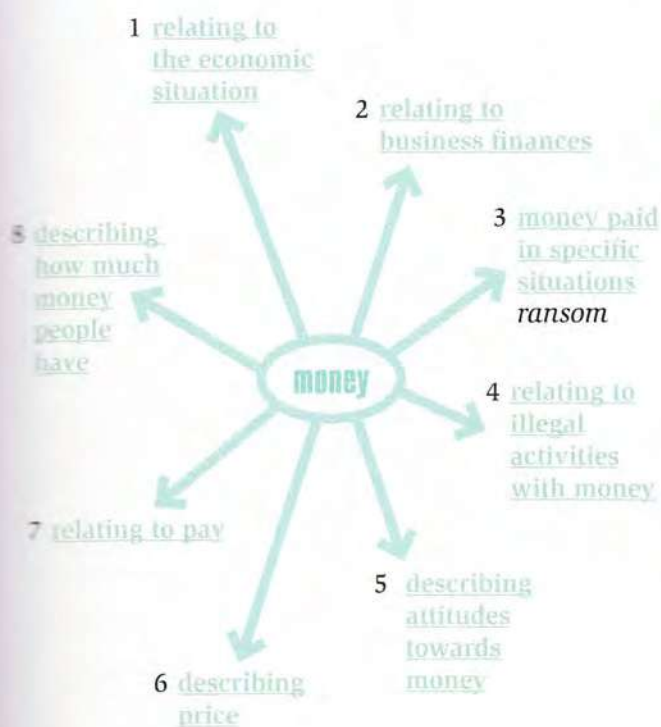 1 relating to
the economic
situation
2 relating to
business finances
3 money paid
in specific
situations
ransom
4 relating to
illegal
activities
with money
5 describing
attitudes
towards
money
6 describing
price
7 relating to pay
8 describing
how much
money
people
have
money